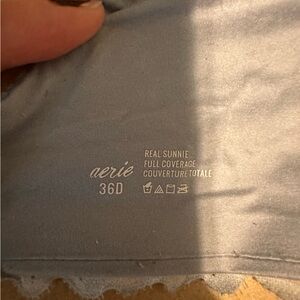 aerie
36D
REAL SUNNIE
FULL COVERAGE
COUVERTURE TOTALE